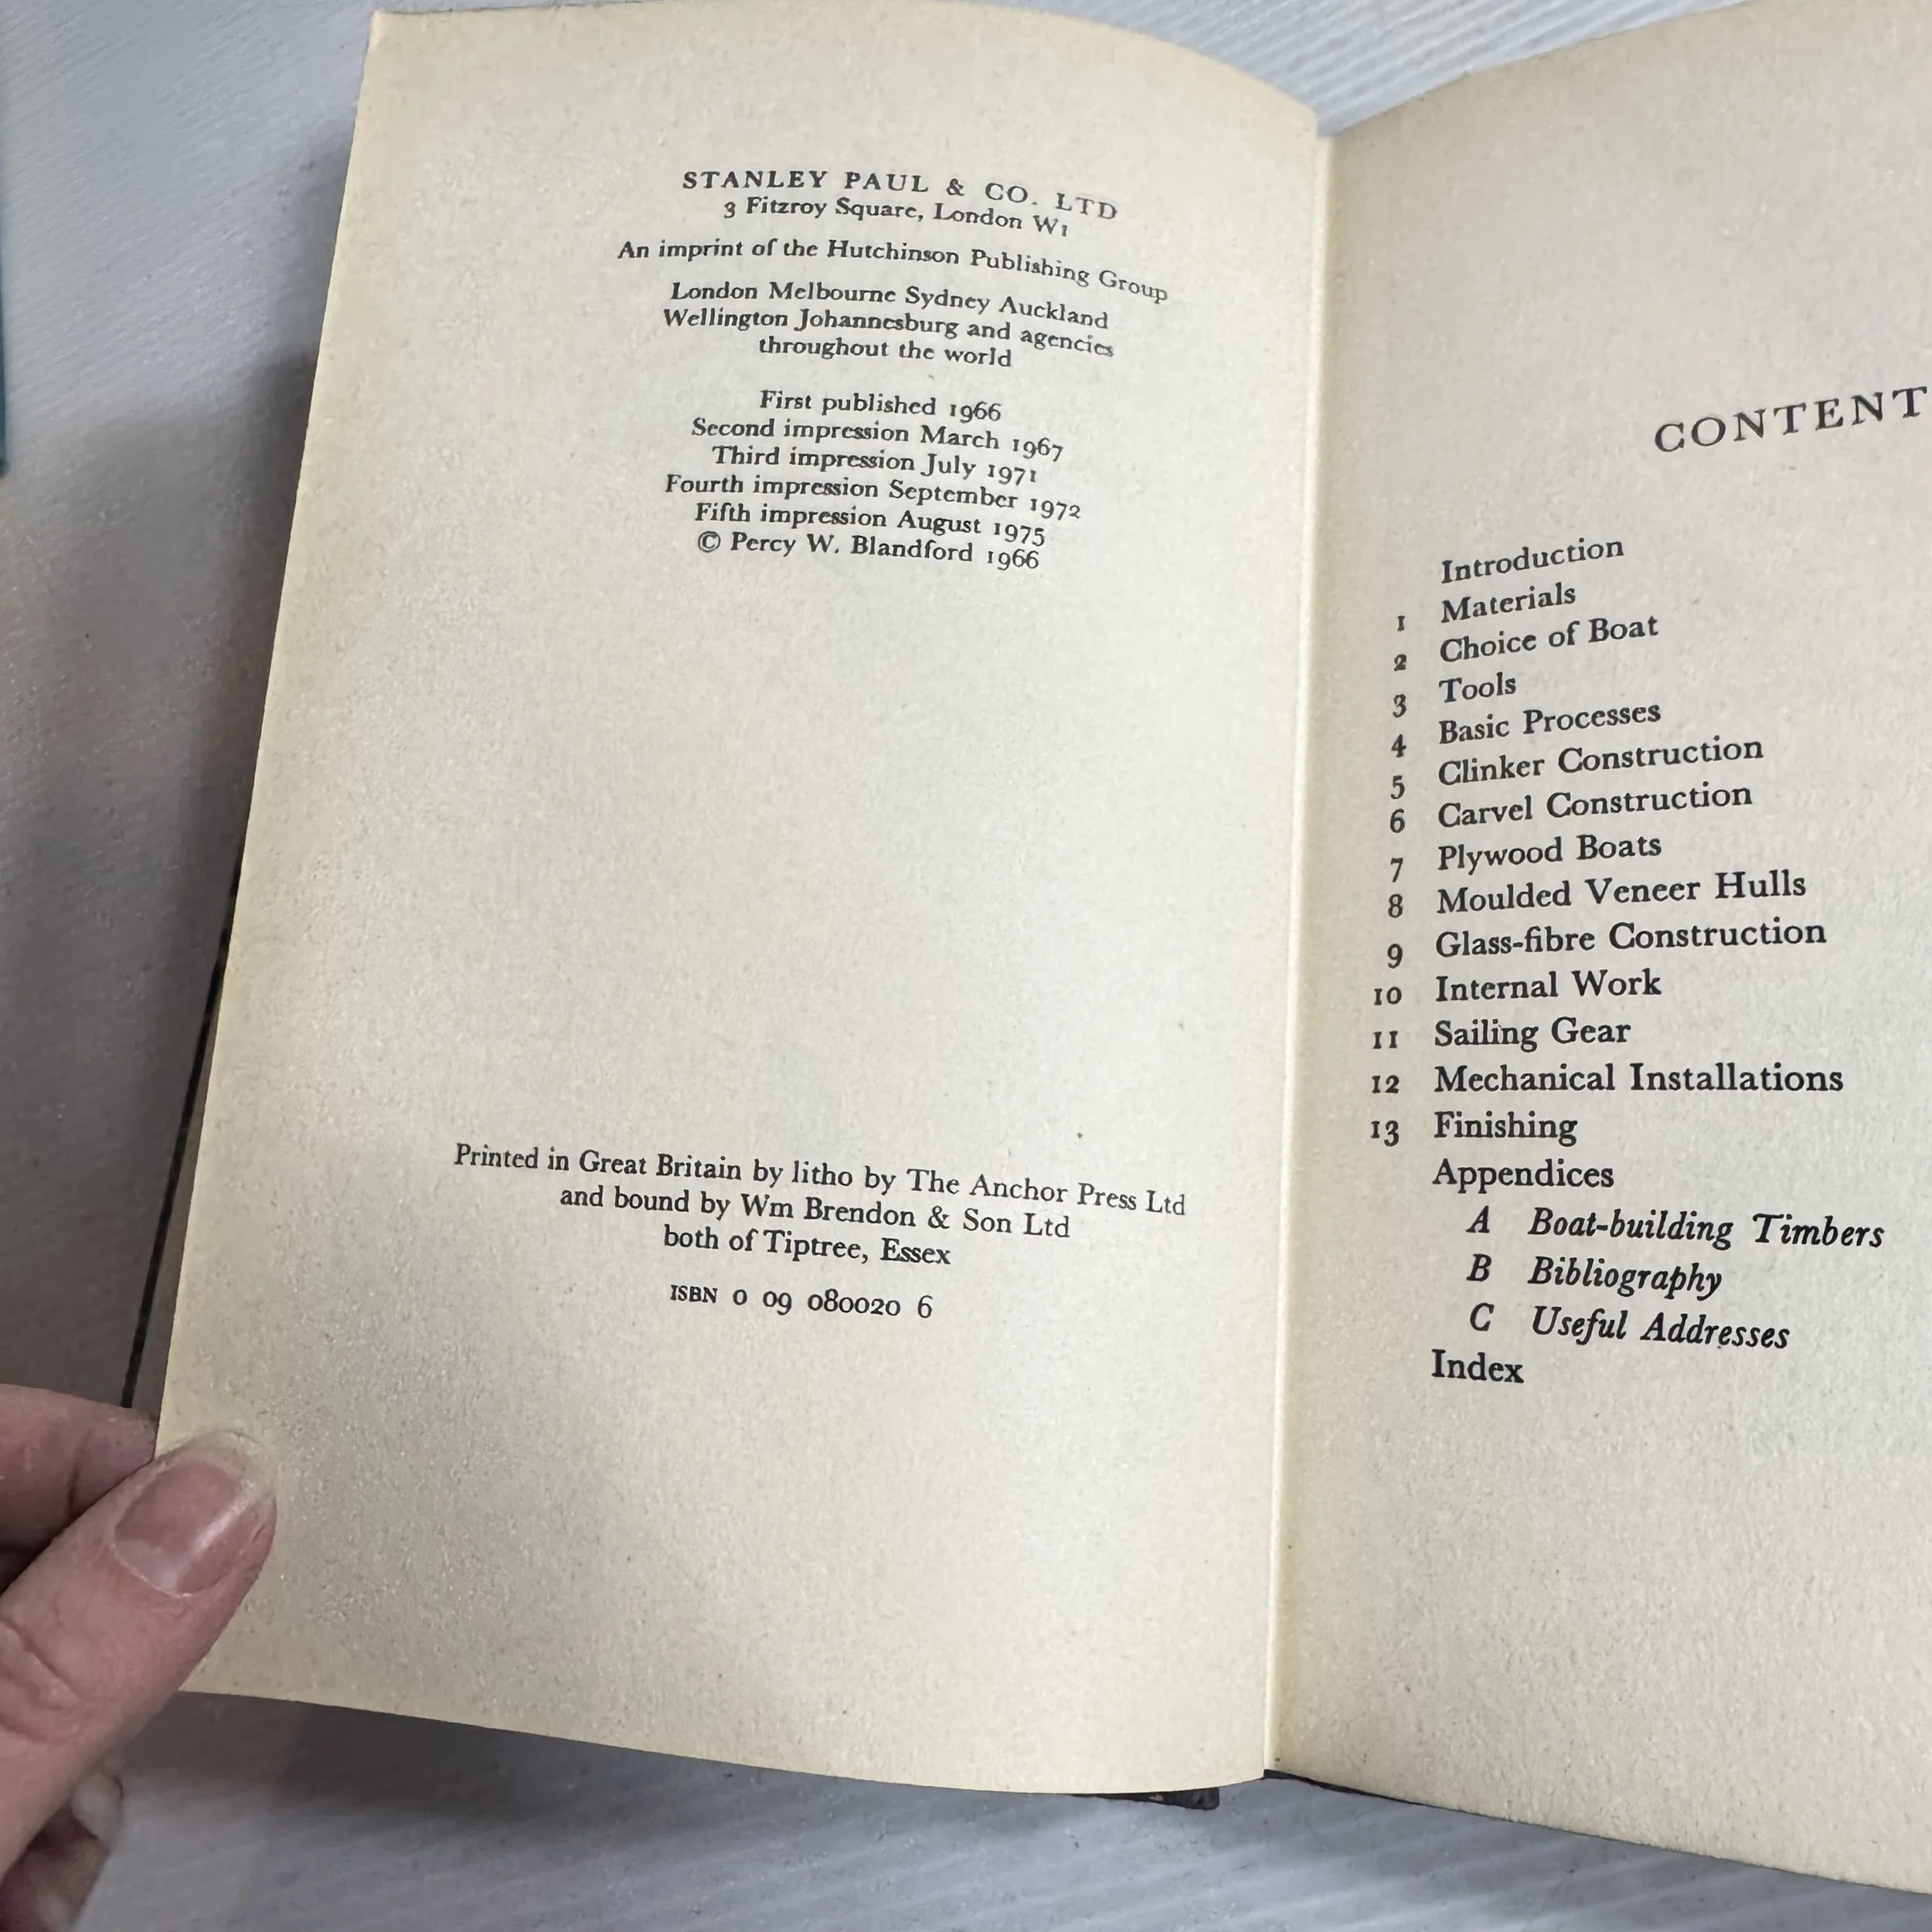 STANLEY PAUL & CO. LTD
3 Fitzroy Square, London W1
An imprint of the Hutchinson Publishing Group
London Melbourne Sydney Auckland
Wellington Johannesburg and agencies
throughout the world
First published 1966
Second impression March 1967
Third impression July 1971
Fourth impression September 1972
Fifth impression August 1975
© Percy W. Blandford 1966
Printed in Great Britain by litho by The Anchor Press Ltd
and bound by Wm Brendon & Son Ltd
both of Tiptree, Essex
ISBN 0 09 080020 6
CONTENT
Introduction
1 Materials
2 Choice of Boat
3 Tools
4 Basic Processes
5 Clinker Construction
6 Carvel Construction
7 Plywood Boats
8 Moulded Veneer Hulls
9 Glass-fibre Construction
10 Internal Work
11 Sailing Gear
12 Mechanical Installations
13 Finishing
Appendices
A Boat-building Timbers
B Bibliography
C Useful Addresses
Index